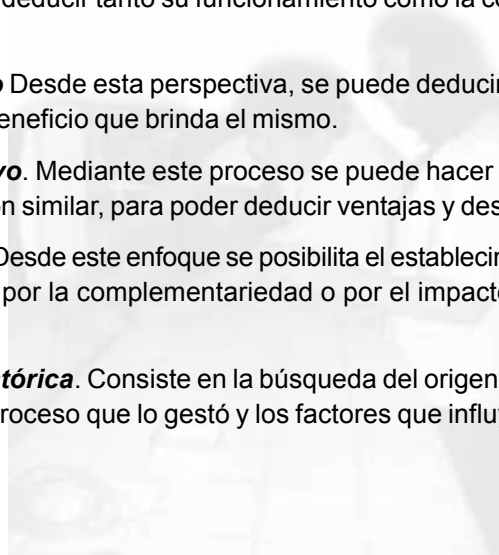 deducir tanto su funcionamiento como la
Desde esta perspectiva, se puede deducir
eneficio que brinda el mismo.
vo. Mediante este proceso se puede hacer
n similar, para poder deducir ventajas y des
Desde este enfoque se posibilita el establecin
por la complementariedad o por el impacto
tórica. Consiste en la búsqueda del origen
roceso que lo gestó y los factores que influ